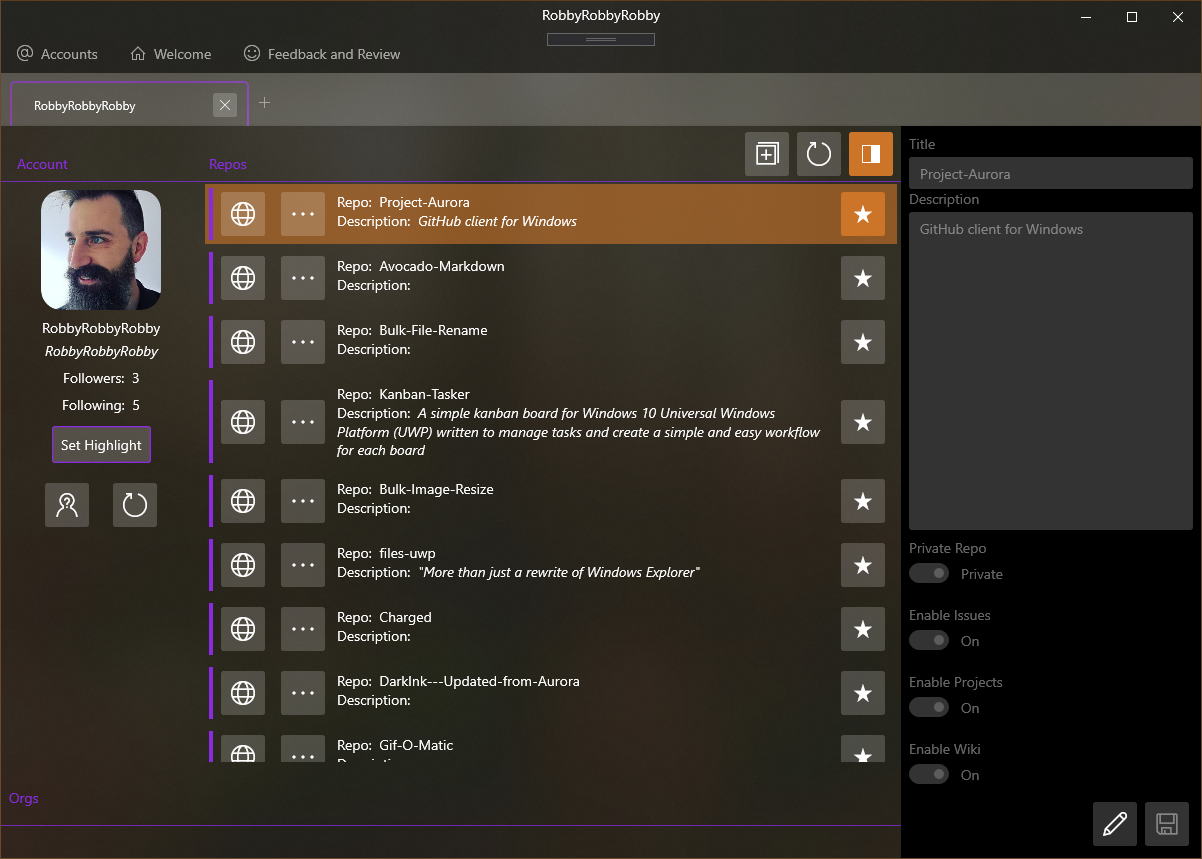 RobbyRobbyRobby
Accounts
Welcome
Feedback and Review
RobbyRobbyRobby
Account
Repos
RobbyRobbyRobby
RobbyRobbyRobby
Followers: 3
Following: 5
Set Highlight
Repo: Project-Aurora
Description: GitHub client for Windows
Repo: Avocado-Markdown
Description:
Repo: Bulk-File-Rename
Description:
Repo: Kanban-Tasker
Description: A simple kanban board for Windows 10 Universal Windows
Platform (UWP) written to manage tasks and create a simple and easy workflow
for each board
Repo: Bulk-Image-Resize
Description:
Repo: files-uwp
Description: "More than just a rewrite of Windows Explorer"
Repo: Charged
Description:
Repo: DarkInk---Updated-from-Aurora
Description:
Repo: Gif-O-Matic
Orgs
Title
Project-Aurora
Description
GitHub client for Windows
Private Repo
Private
Enable Issues
On
Enable Projects
On
Enable Wiki
On